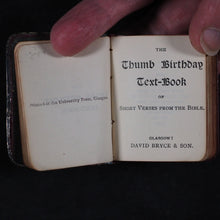 Printed at the University Press, Glasgow.
THE
Thumb Birthday
Text-Book
OF
SHORT VERSES FROM THE BIBLE.
GLASGOW:
DAVID BRYCE & SON.